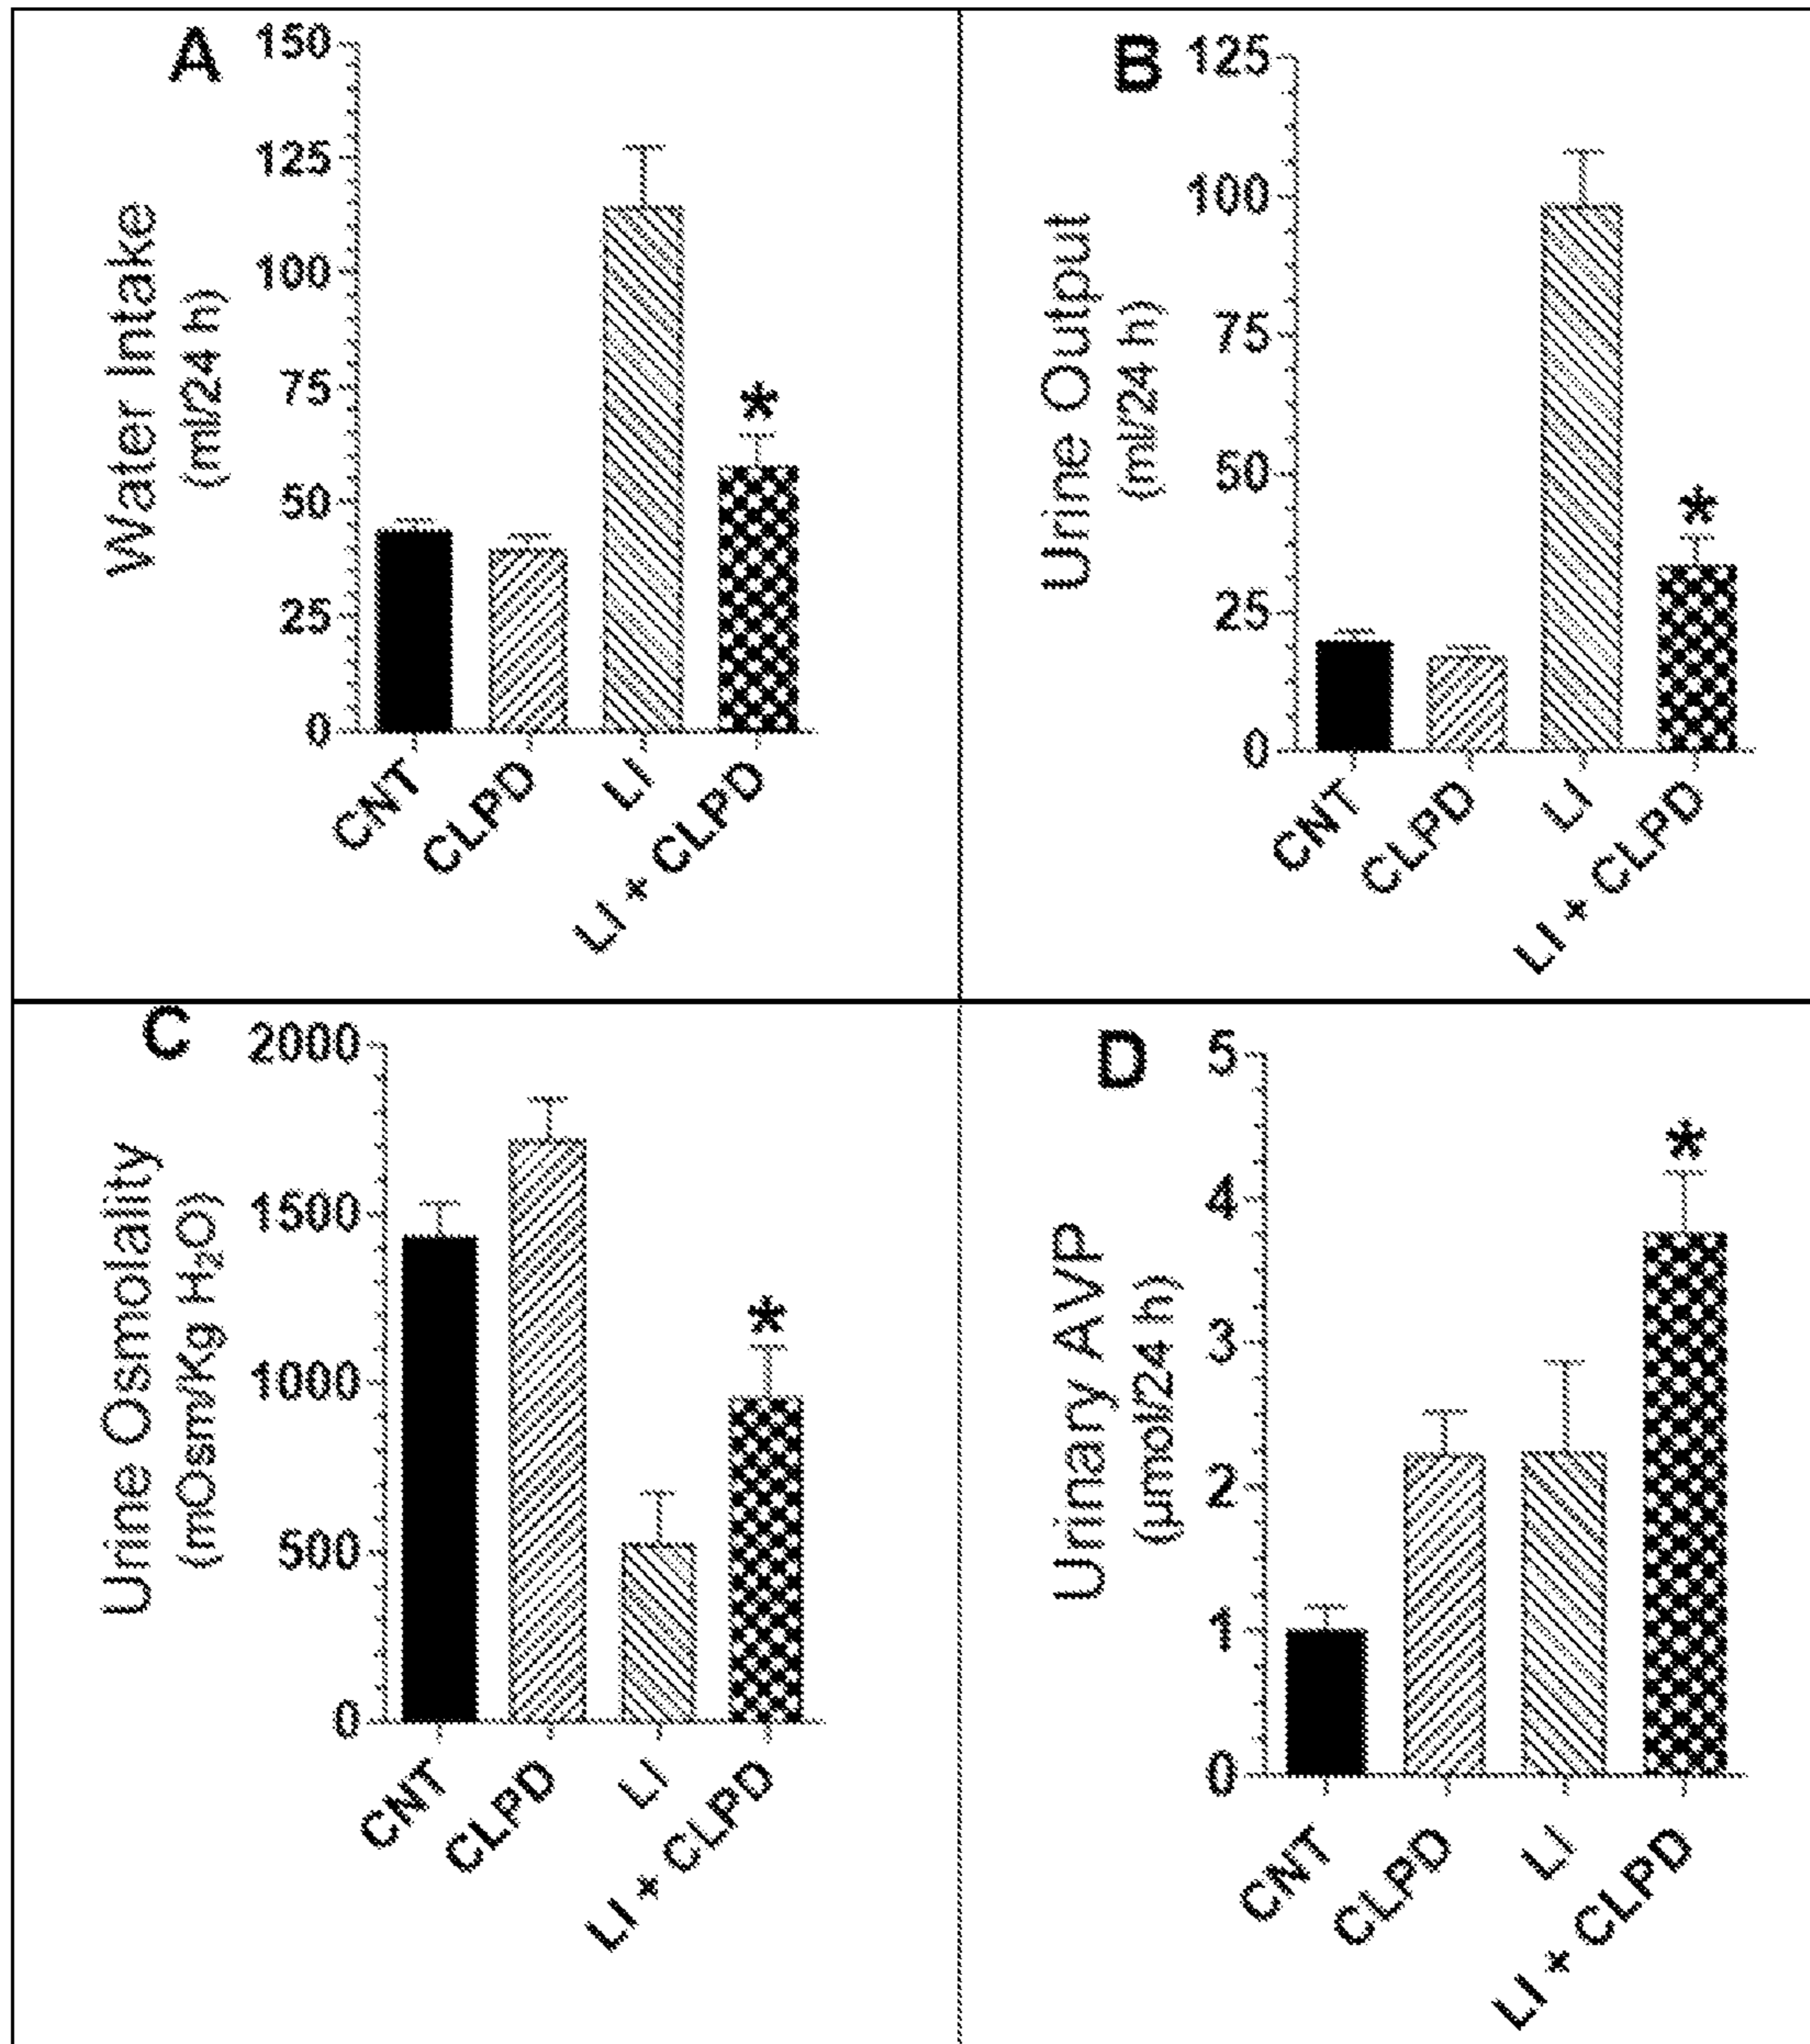 A
150
125
100
75
50
25
0
Water Intake
(ml/24 h)
CNT
CLPD
LI
LI + CLPD
*
B
125
100
75
50
25
0
Urine Output
(ml/24 h)
CNT
CLPD
LI
LI + CLPD
*
C
2000
1500
1000
500
0
Urine Osmolality
(mOsm/Kg H₂O)
CNT
CLPD
LI
LI + CLPD
*
D
5
4
3
2
1
0
Urinary AVP
(µmol/24 h)
CNT
CLPD
LI
LI + CLPD
*